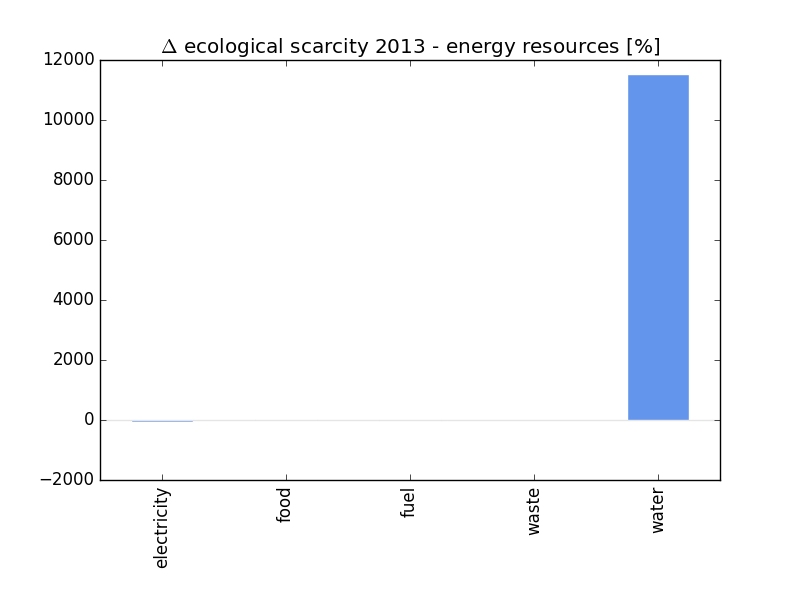 Δ ecological scarcity 2013 - energy resources [%]
12000
10000
8000
6000
4000
2000
0
−2000
electricity
food
fuel
waste
water